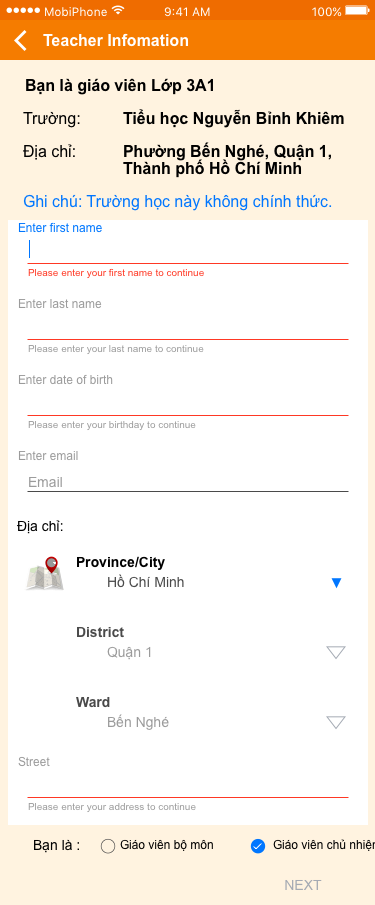 MobiPhone 9:41 AM 100%
Teacher Infomation
Bạn là giáo viên Lớp 3A1
Trường: Tiểu học Nguyễn Bỉnh Khiêm
Địa chỉ: Phường Bến Nghé, Quận 1,
Thành phố Hồ Chí Minh
Ghi chú: Trường học này không chính thức.
Enter first name
Please enter your first name to continue
Enter last name
Please enter your last name to continue
Enter date of birth
Please enter your birthday to continue
Enter email
Email
Địa chỉ:
Province/City
Hồ Chí Minh
District
Quận 1
Ward
Bến Nghé
Street
Please enter your address to continue
Bạn là : Giáo viên bộ môn Giáo viên chủ nhiện
NEXT